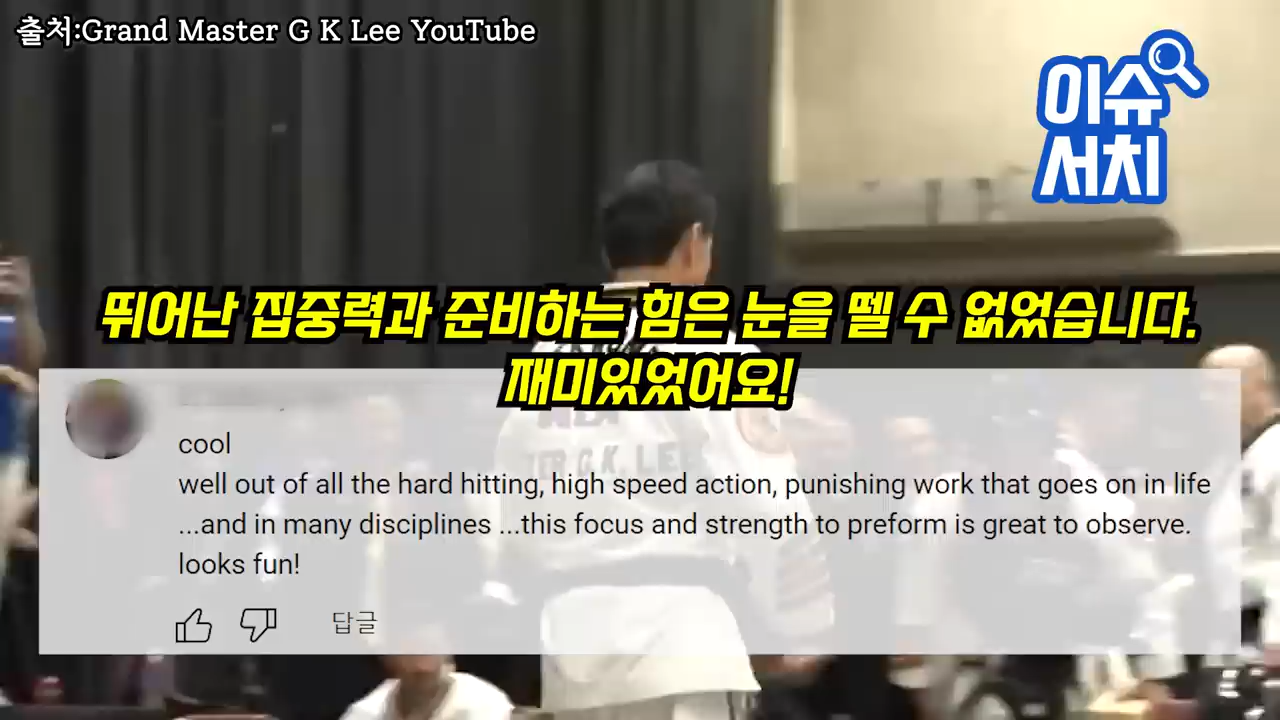 출처:Grand Master G K Lee YouTube
이슈
서치
뛰어난 집중력과 준비하는 힘은 눈을 뗄 수 없었습니다.
재미있었어요!
cool
well out of all the hard hitting, high speed action, punishing work that goes on in life
...and in many disciplines ...this focus and strength to preform is great to observe.
looks fun!
답글
G.K. LEE